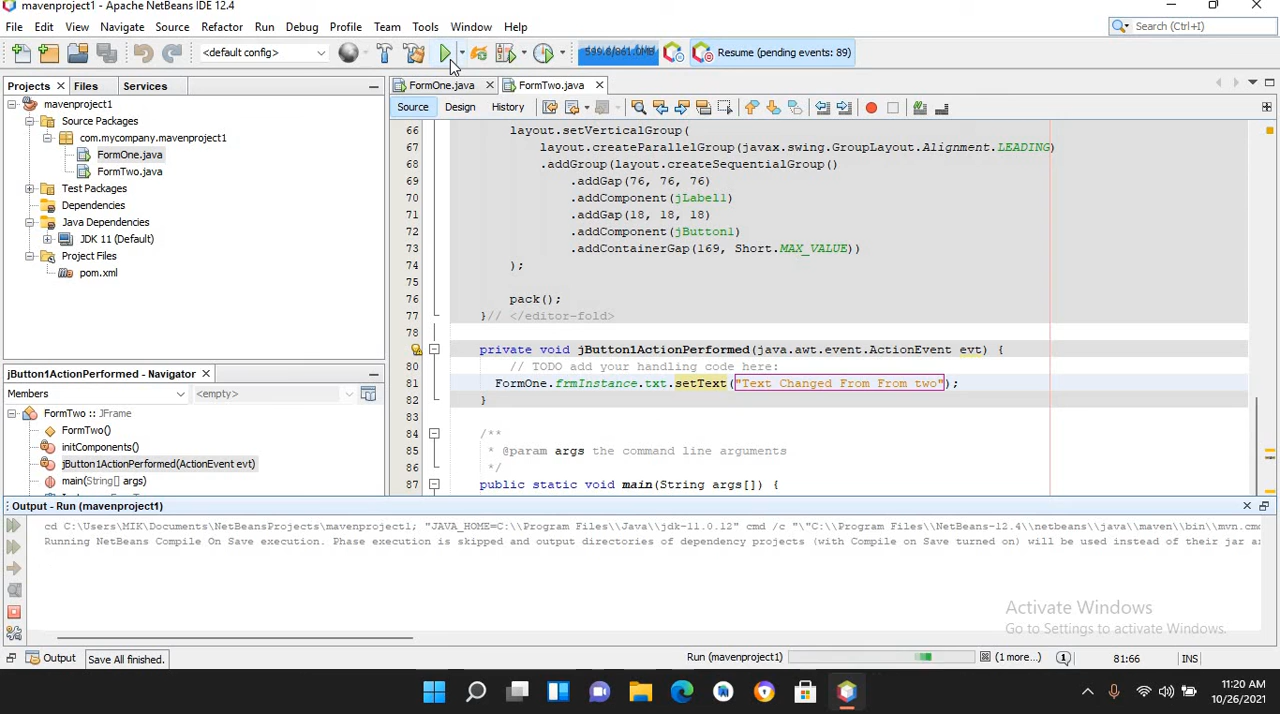 mavenproject1 - Apache NetBeans IDE 12.4
File Edit View Navigate Source Refactor Run Debug Profile Team Tools Window Help
Search (Ctrl+I)
<default config>
599.6/861.0MB
Resume (pending events: 89)
Projects Files Services
FormOne.java FormTwo.java
Source Design History
mavenproject1
Source Packages
com.mycompany.mavenproject1
FormOne.java
FormTwo.java
Test Packages
Dependencies
Java Dependencies
JDK 11 (Default)
Project Files
pom.xml
jButton1ActionPerformed - Navigator
Members <empty>
FormTwo :: JFrame
FormTwo()
initComponents()
jButton1ActionPerformed(ActionEvent evt)
main(String[] args)
66 layout.setVerticalGroup(
67 layout.createParallelGroup(javax.swing.GroupLayout.Alignment.LEADING)
68 .addGroup(layout.createSequentialGroup()
69 .addGap(76, 76, 76)
70 .addComponent(jLabel1)
71 .addGap(18, 18, 18)
72 .addComponent(jButton1)
73 .addContainerGap(169, Short.MAX_VALUE))
74 );
75
76 pack();
77 }// </editor-fold>
78
private void jButton1ActionPerformed(java.awt.event.ActionEvent evt) {
80 // TODO add your handling code here:
81 FormOne.frmInstance.txt.setText("Text Changed From From two");
82 }
83
84 /**
85 * @param args the command line arguments
86 */
87 public static void main(String args[]) {
Output - Run (mavenproject1)
cd C:\Users\MIK\Documents\NetBeansProjects\mavenproject1; "JAVA_HOME=C:\\Program Files\\Java\\jdk-11.0.12" cmd /c "\"C:\\Program Files\\NetBeans-12.4\\netbeans\\java\\maven\\bin\\mvn.cmd
Running NetBeans Compile On Save execution. Phase execution is skipped and output directories of dependency projects (with Compile on Save turned on) will be used instead of their jar
Activate Windows
Go to Settings to activate Windows.
Output Save All finished. Run (mavenproject1) (1 more...) 1 81:66 INS
11:20 AM
10/26/2021